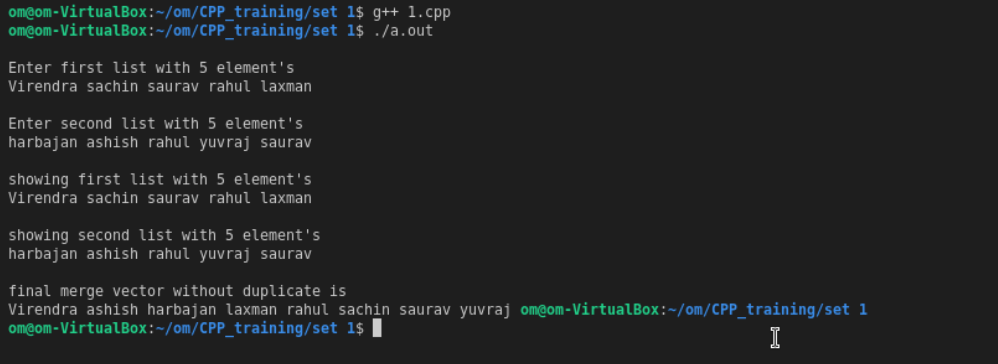 om@om-VirtualBox:~/om/CPP_training/set 1$ g++ 1.cpp
om@om-VirtualBox:~/om/CPP_training/set 1$ ./a.out
Enter first list with 5 element's
Virendra sachin saurav rahul laxman
Enter second list with 5 element's
harbajan ashish rahul yuvraj saurav
showing first list with 5 element's
Virendra sachin saurav rahul laxman
showing second list with 5 element's
harbajan ashish rahul yuvraj saurav
final merge vector without duplicate is
Virendra ashish harbajan laxman rahul sachin saurav yuvraj om@om-VirtualBox:~/om/CPP_training/set 1
om@om-VirtualBox:~/om/CPP_training/set 1$